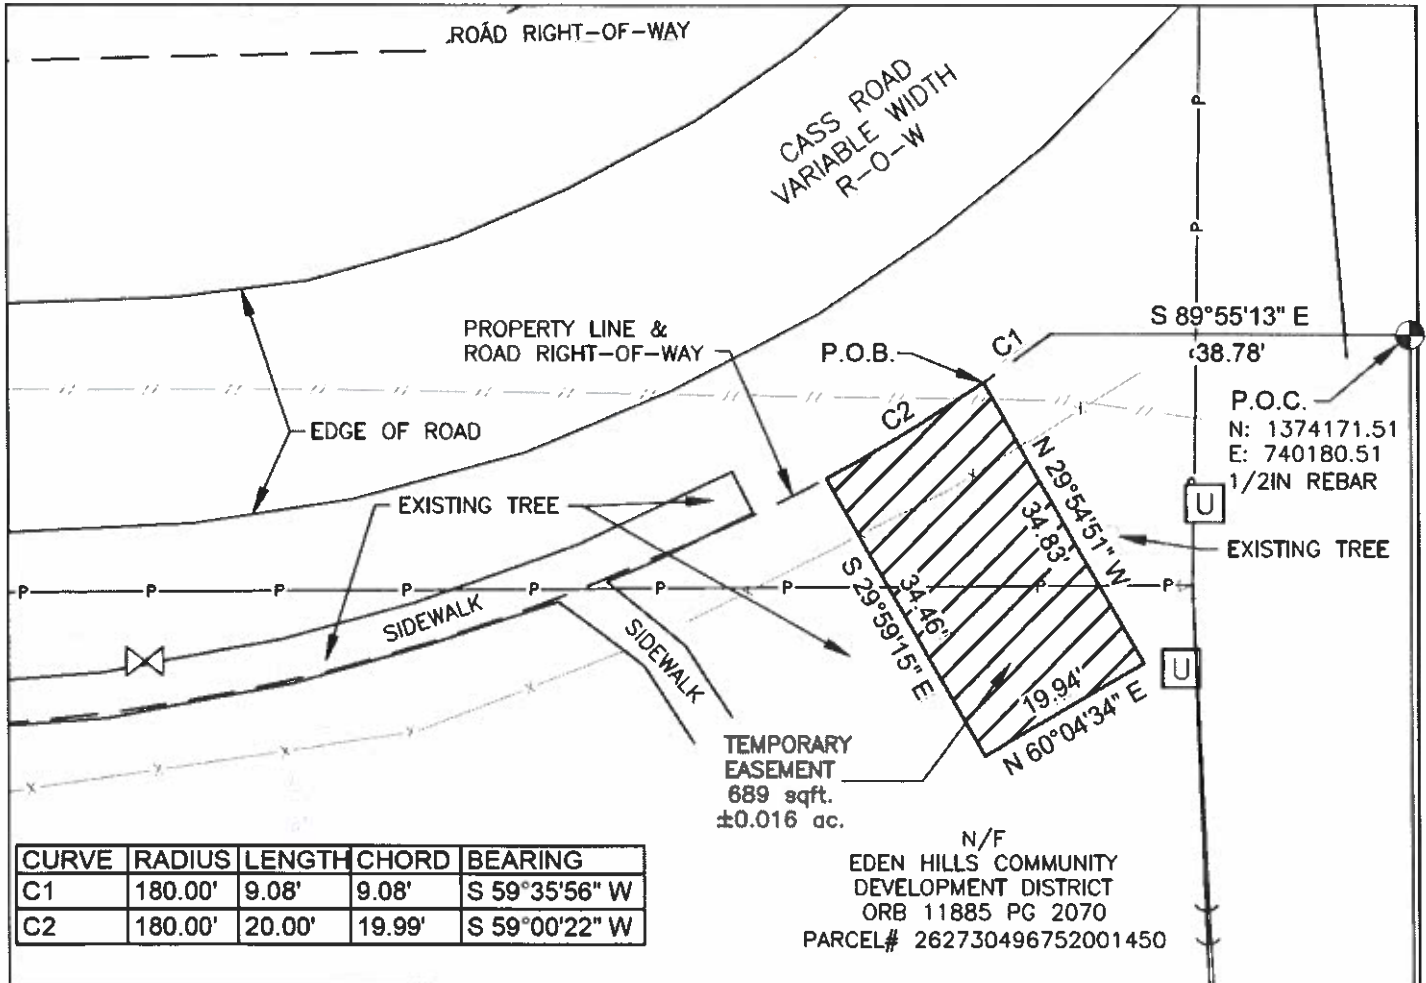 ROAD RIGHT-OF-WAY
CASS ROAD
VARIABLE WIDTH
R-O-W
PROPERTY LINE &
ROAD RIGHT-OF-WAY
P.O.B.
C1
S 89°55'13" E
38.78'
P.O.C.
N: 1374171.51
E: 740180.51
1/2IN REBAR
C2
EDGE OF ROAD
EXISTING TREE
N 29°54'51" W
34.83'
U
EXISTING TREE
S 29°59'15" E
34.46'
P P P P P P P P P P P P
SIDEWALK
SIDEWALK
U
19.94'
N 60°04'34" E
TEMPORARY
EASEMENT
689 sqft.
±0.016 ac.
N/F
EDEN HILLS COMMUNITY
DEVELOPMENT DISTRICT
ORB 11885 PG 2070
PARCEL# 262730496752001450
CURVE RADIUS LENGTH CHORD BEARING
C1 180.00' 9.08' 9.08' S 59°35'56" W
C2 180.00' 20.00' 19.99' S 59°00'22" W